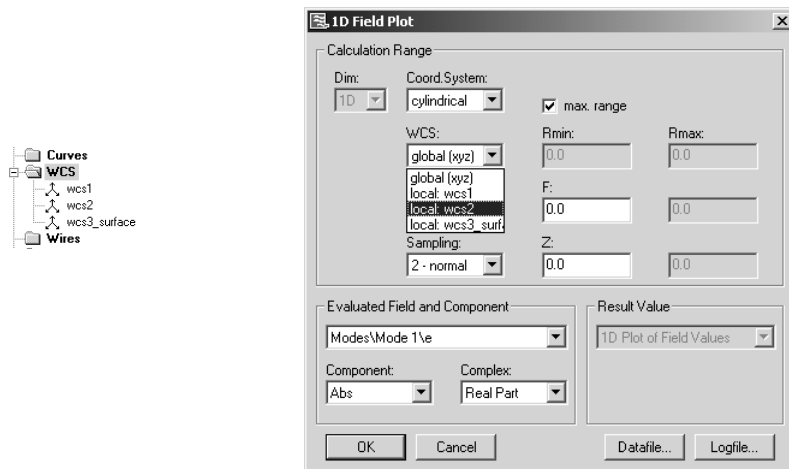 Curves
WCS
wcs1
wcs2
wcs3_surface
Wires
1D Field Plot
Calculation Range
Dim: Coord.System:
1D cylindrical max. range
WCS: Rmin: Rmax:
global (xyz) 0.0 0.0
global (xyz)
local: wcs1 F:
local: wcs2 0.0 0.0
local: wcs3_surf
Sampling: Z:
2 - normal 0.0 0.0
Evaluated Field and Component Result Value
Modes\Mode 1\e 1D Plot of Field Values
Component: Complex:
Abs Real Part
OK Cancel Datafile... Logfile...